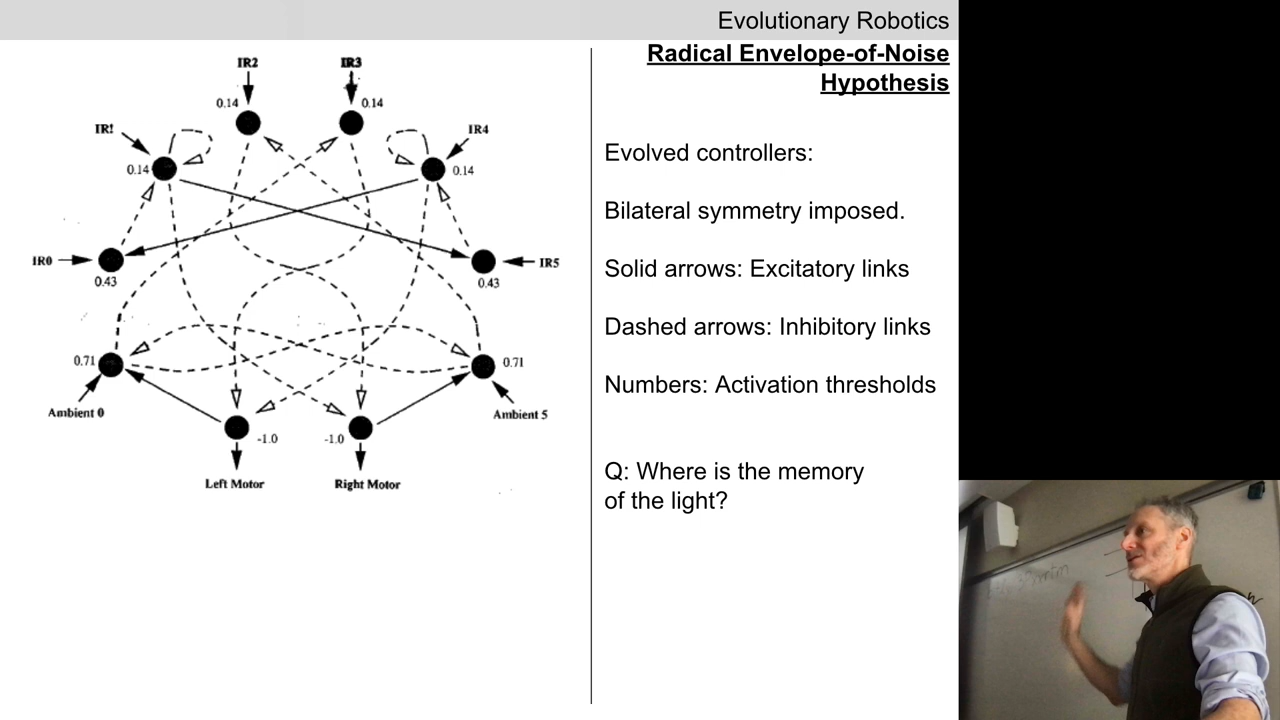 Evolutionary Robotics
Radical Envelope-of-Noise
Hypothesis
IR2
IR3
0.14
0.14
IR1
IR4
0.14
0.14
IR0
IR5
0.43
0.43
0.71
0.71
Ambient 0
Ambient 5
-1.0
-1.0
Left Motor
Right Motor
Evolved controllers:
Bilateral symmetry imposed.
Solid arrows: Excitatory links
Dashed arrows: Inhibitory links
Numbers: Activation thresholds
Q: Where is the memory
of the light?